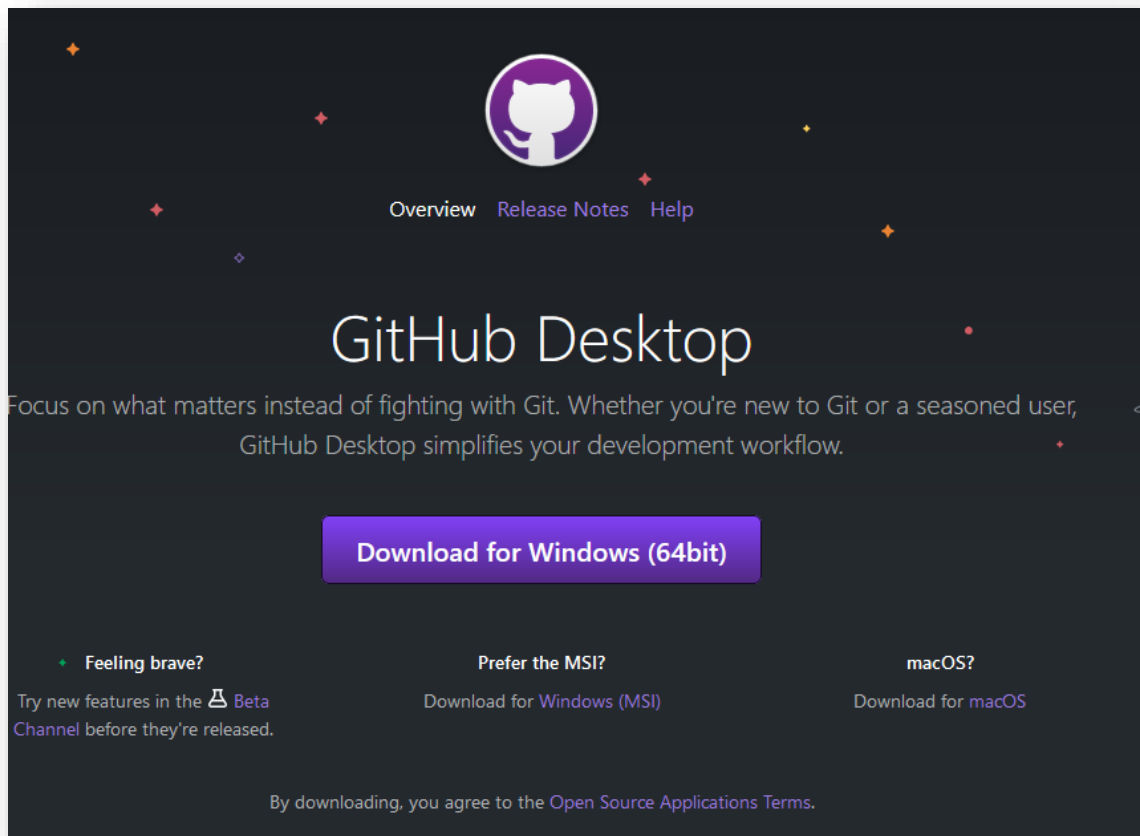 Overview Release Notes Help
GitHub Desktop
Focus on what matters instead of fighting with Git. Whether you're new to Git or a seasoned user,
GitHub Desktop simplifies your development workflow.
Download for Windows (64bit)
Feeling brave?
Try new features in the Beta
Channel before they're released.
Prefer the MSI?
Download for Windows (MSI)
macOS?
Download for macOS
By downloading, you agree to the Open Source Applications Terms.